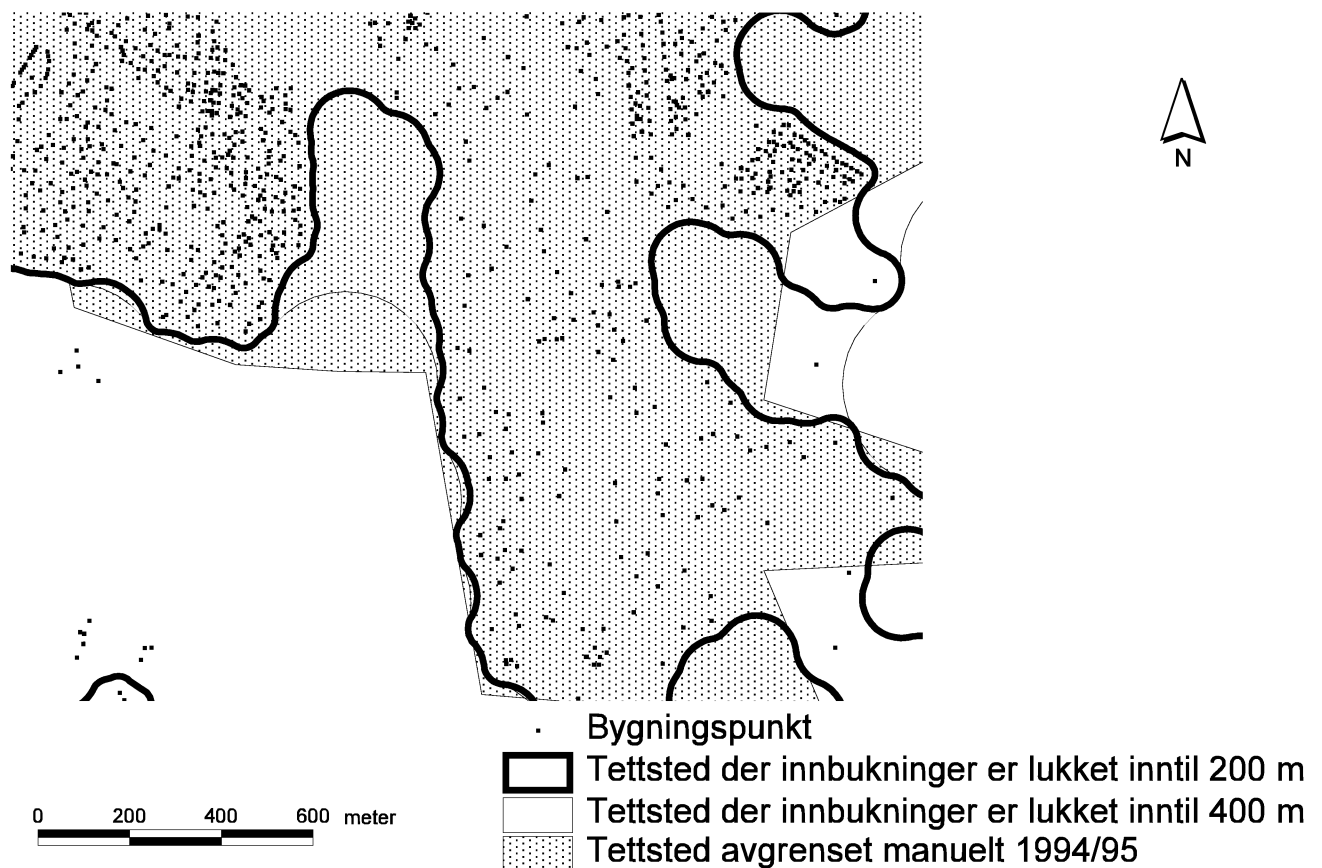 N
Bygningspunkt
Tettsted der innbukninger er lukket inntil 200 m
Tettsted der innbukninger er lukket inntil 400 m
Tettsted avgrenset manuelt 1994/95
0 200 400 600 meter